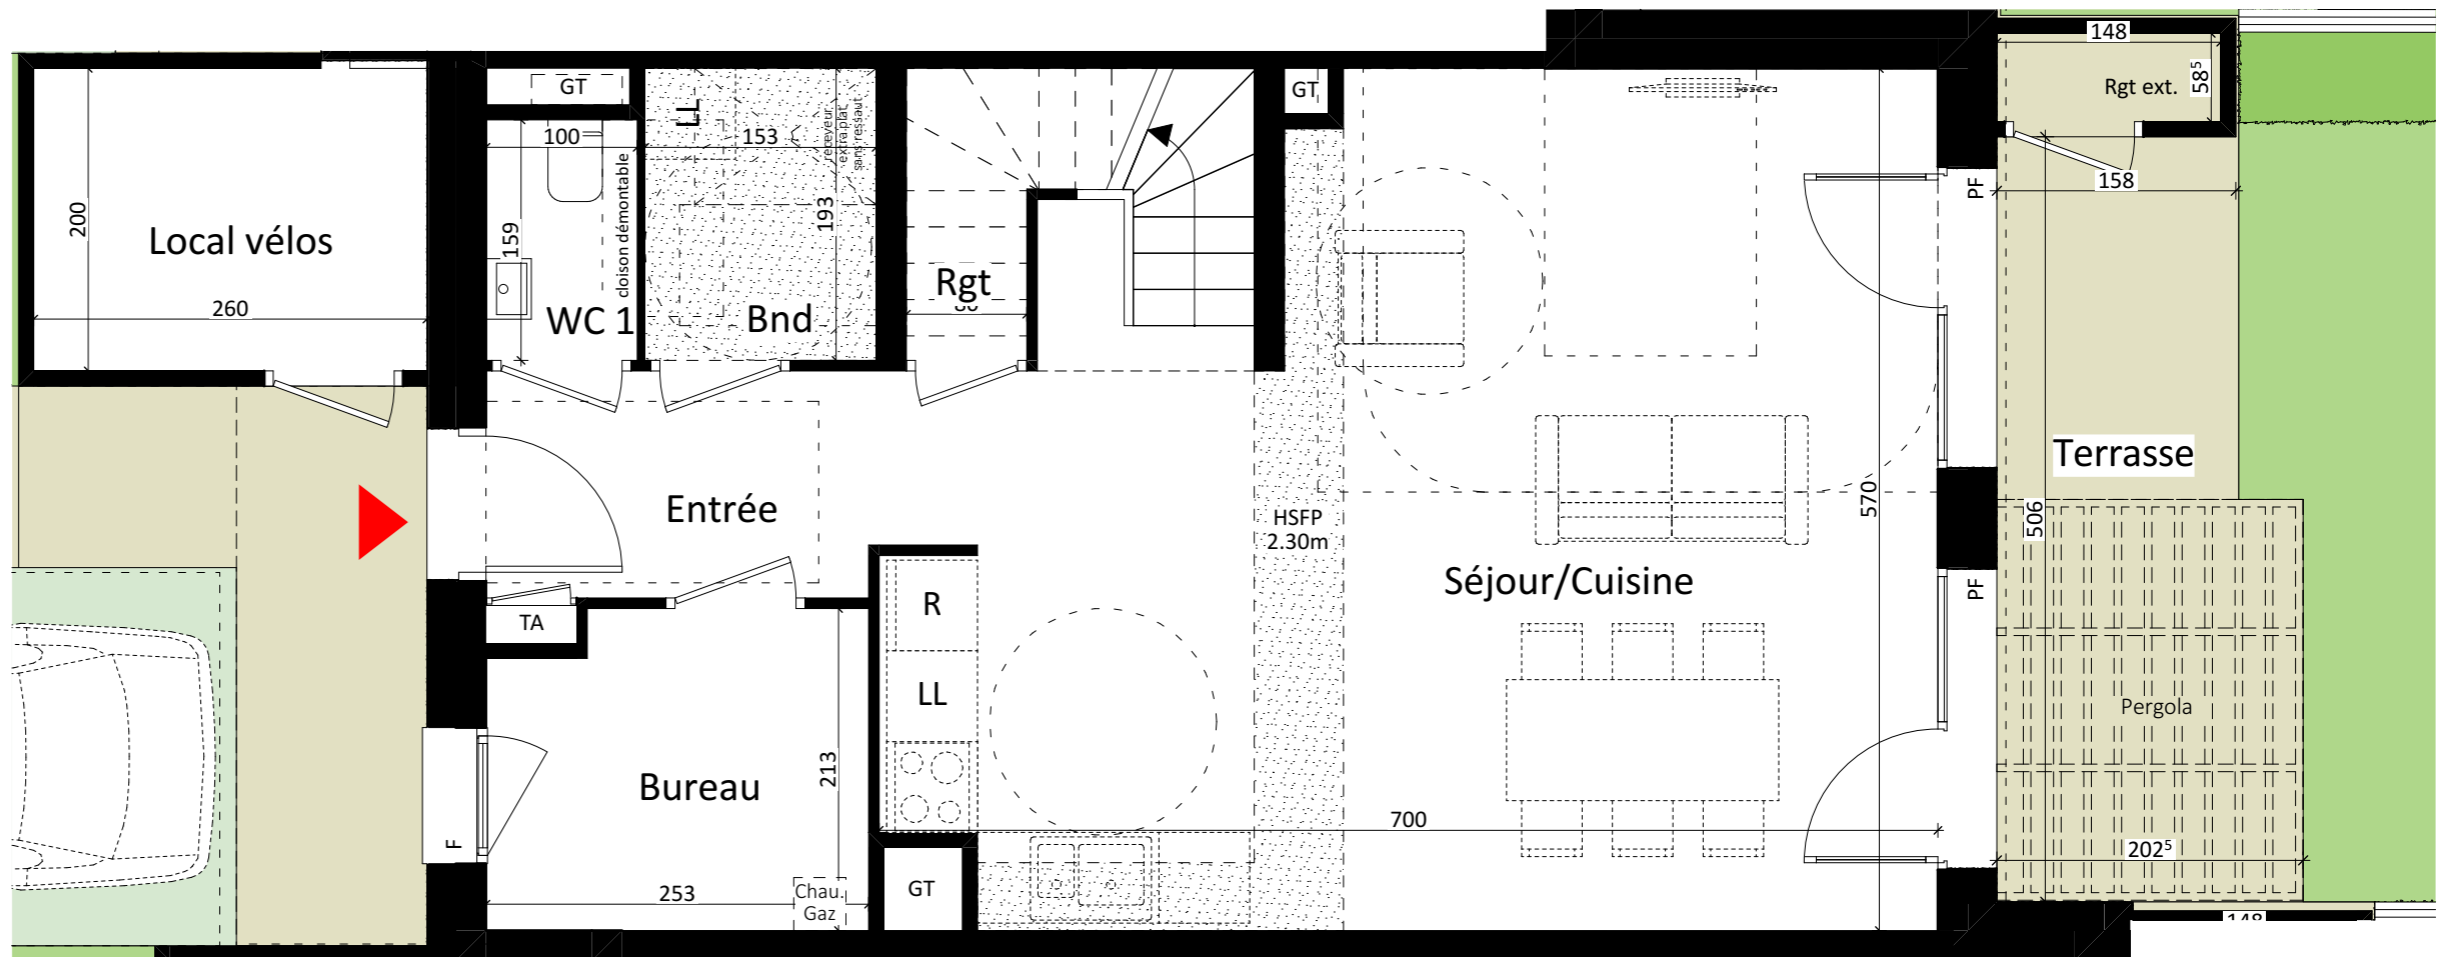 148
58⁵
Rgt ext.
GT
GT
LL
receveur
extra plat
sans ressaut
100
153
cloison démontable
PF
158
200
193
159
Local vélos
260
WC 1
Bnd
Rgt
Terrasse
570
506
Entrée
HSFP
2.30m
Séjour/Cuisine
PF
R
TA
LL
Pergola
213
Bureau
F
700
202⁵
253
Chau.
Gaz
GT
148